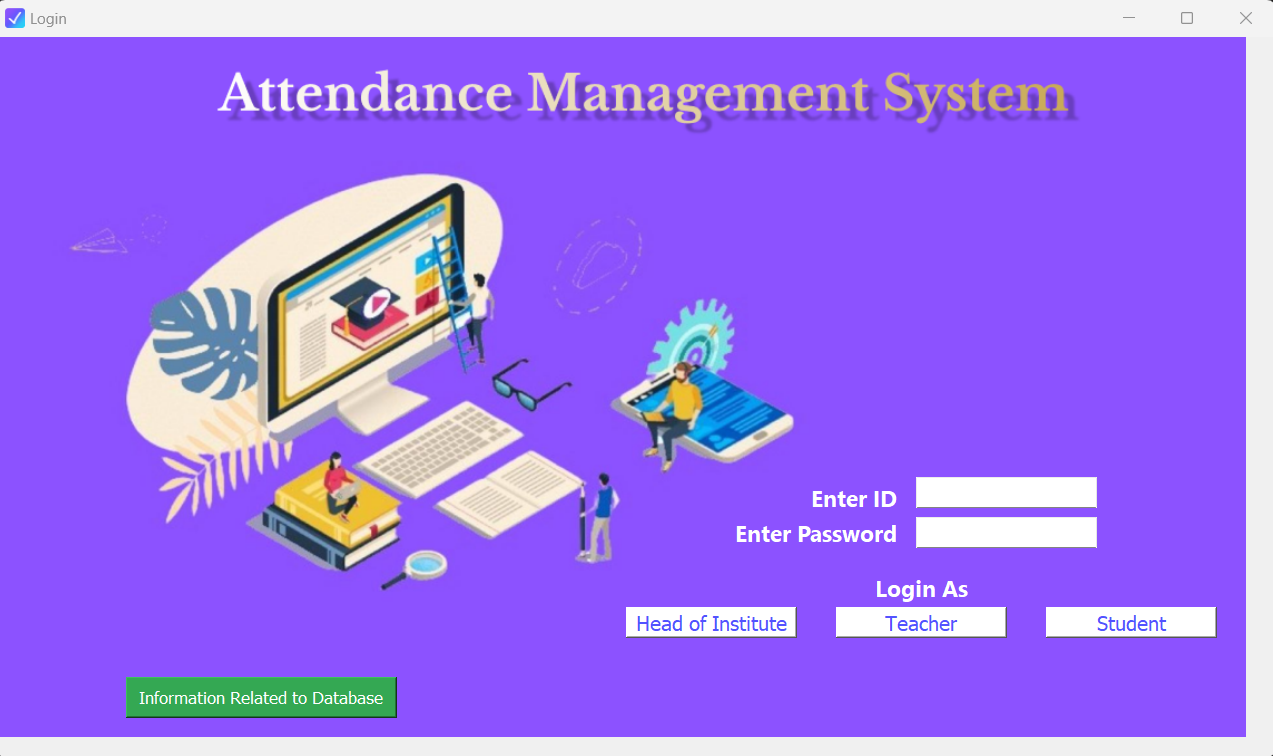 Login
Attendance Management System
Enter ID
Enter Password
Login As
Head of Institute
Teacher
Student
Information Related to Database